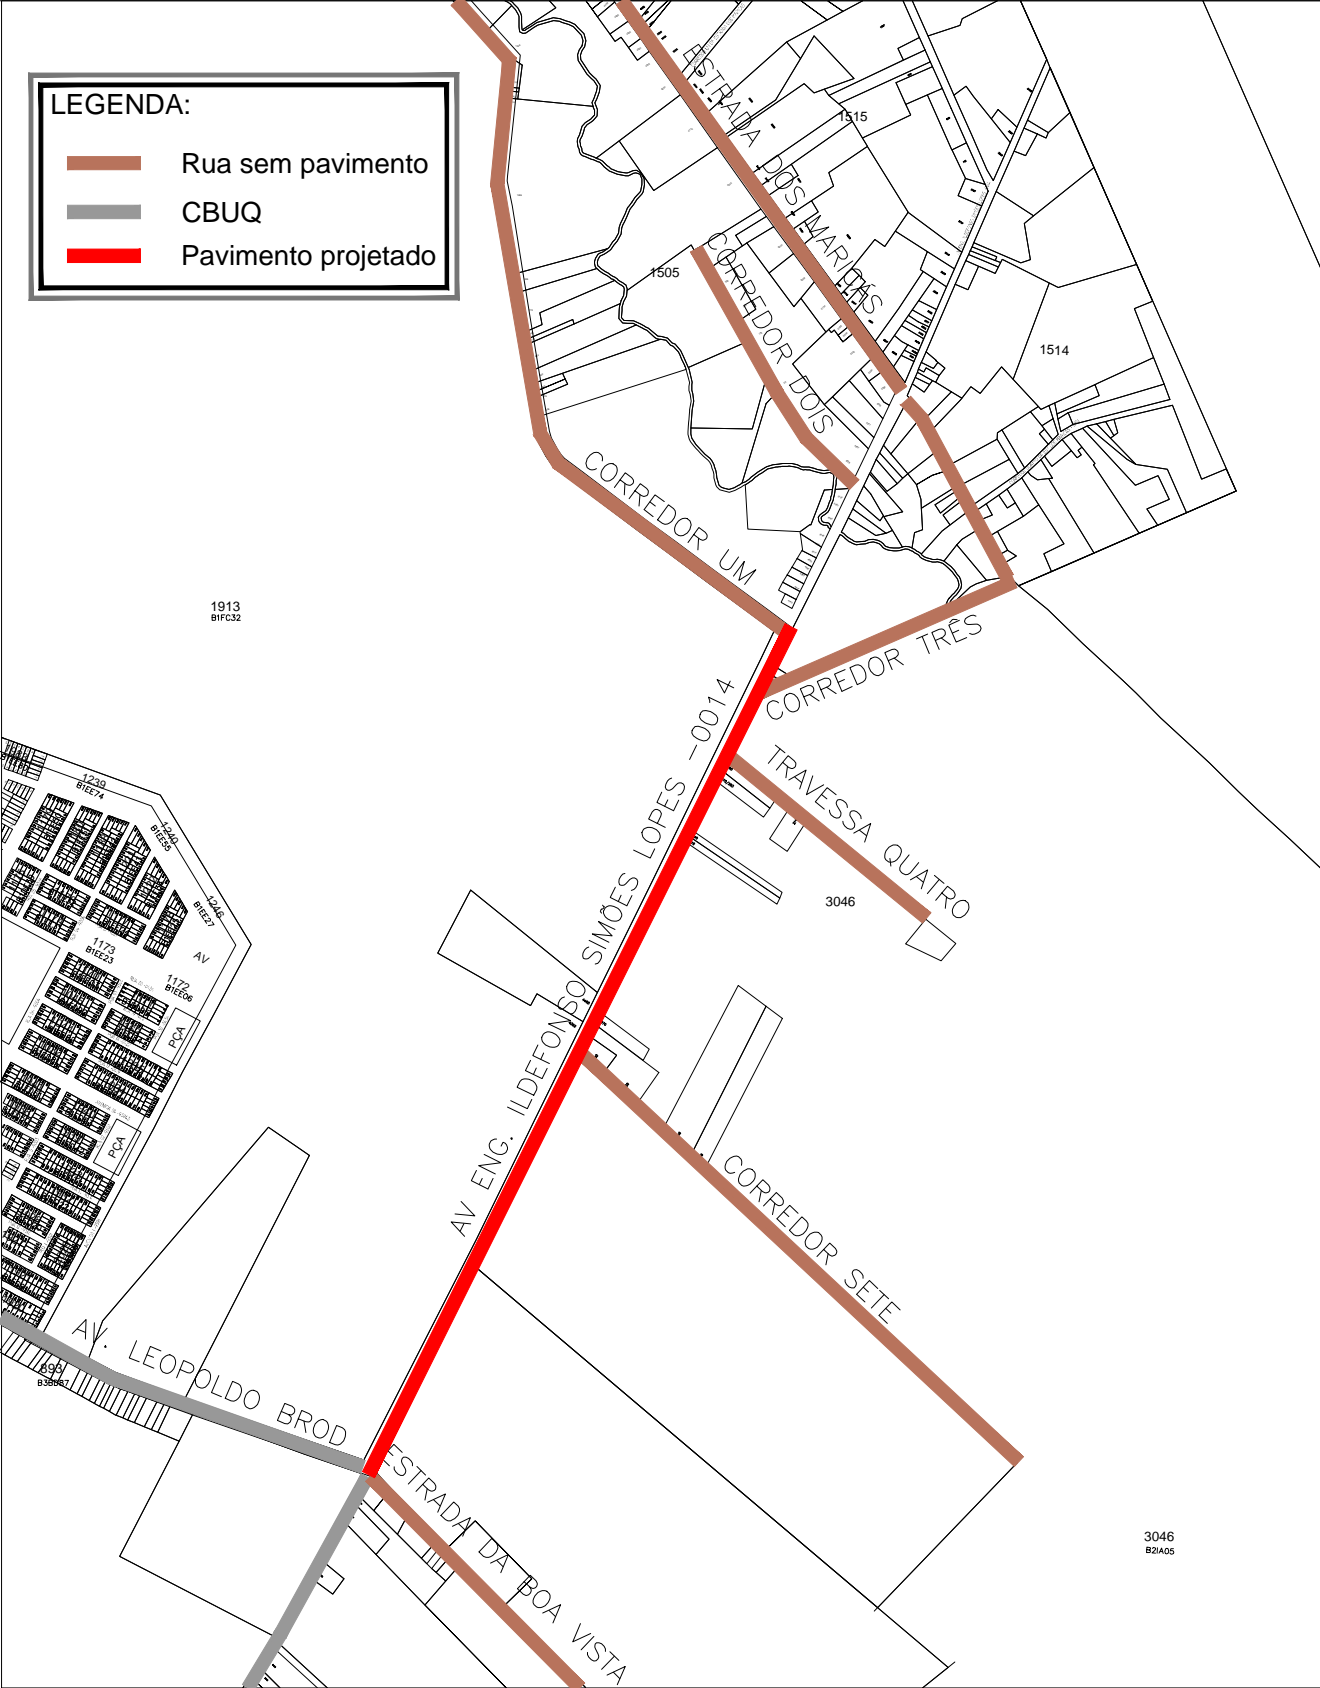 LEGENDA:
Rua sem pavimento
CBUQ
Pavimento projetado
ESTRADA DOS MARICÁS
1515
1505
CORREDOR DOIS
1514
CORREDOR UM
1913
B1FC32
CORREDOR TRÊS
AV ENG. ILDEFONSO SIMÕES LOPES -0014
TRAVESSA QUATRO
3046
1239
B1EE74
1240
B1EE55
1246
B1EE27
1173
B1EE23
AV
1172
B1EE06
PÇA
PÇA
CORREDOR SETE
AV. LEOPOLDO BROD
893
ESTRADA DA BOA VISTA
3046
B2IA05